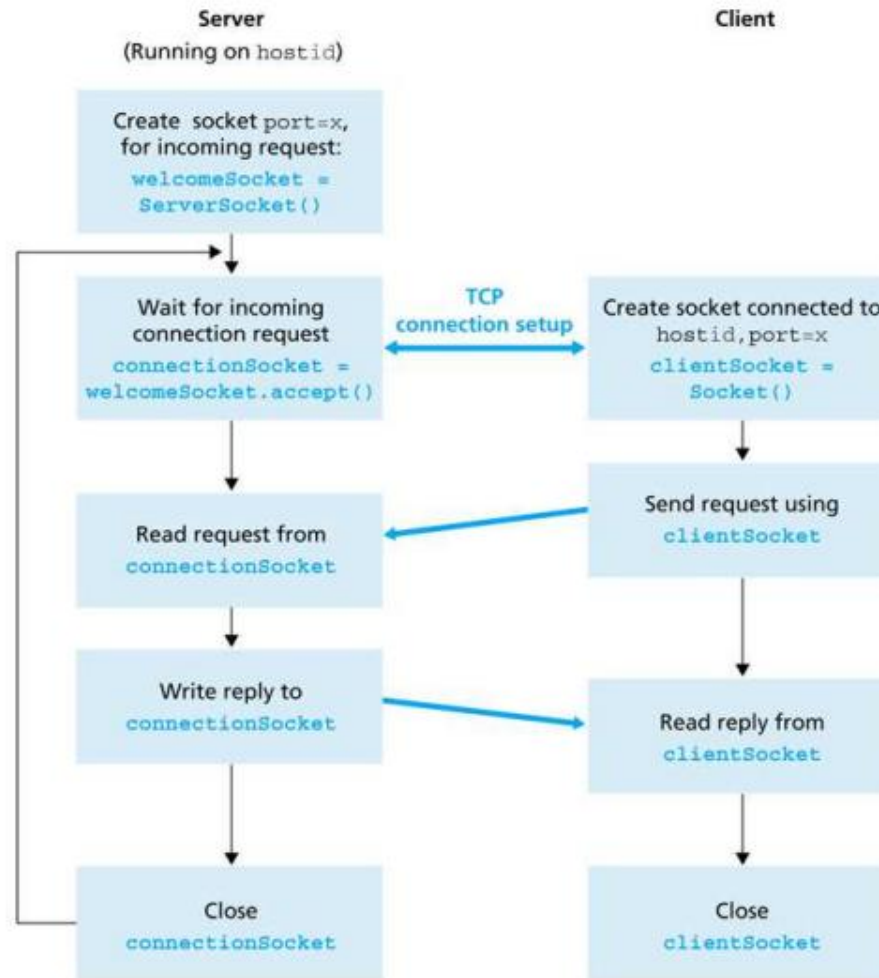 Server
(Running on hostid)
Client
Create socket port=x,
for incoming request:
welcomeSocket =
ServerSocket()
Wait for incoming
connection request
connectionSocket =
welcomeSocket.accept()
TCP
connection setup
Create socket connected to
hostid,port=x
clientSocket =
Socket()
Read request from
connectionSocket
Send request using
clientSocket
Write reply to
connectionSocket
Read reply from
clientSocket
Close
connectionSocket
Close
clientSocket